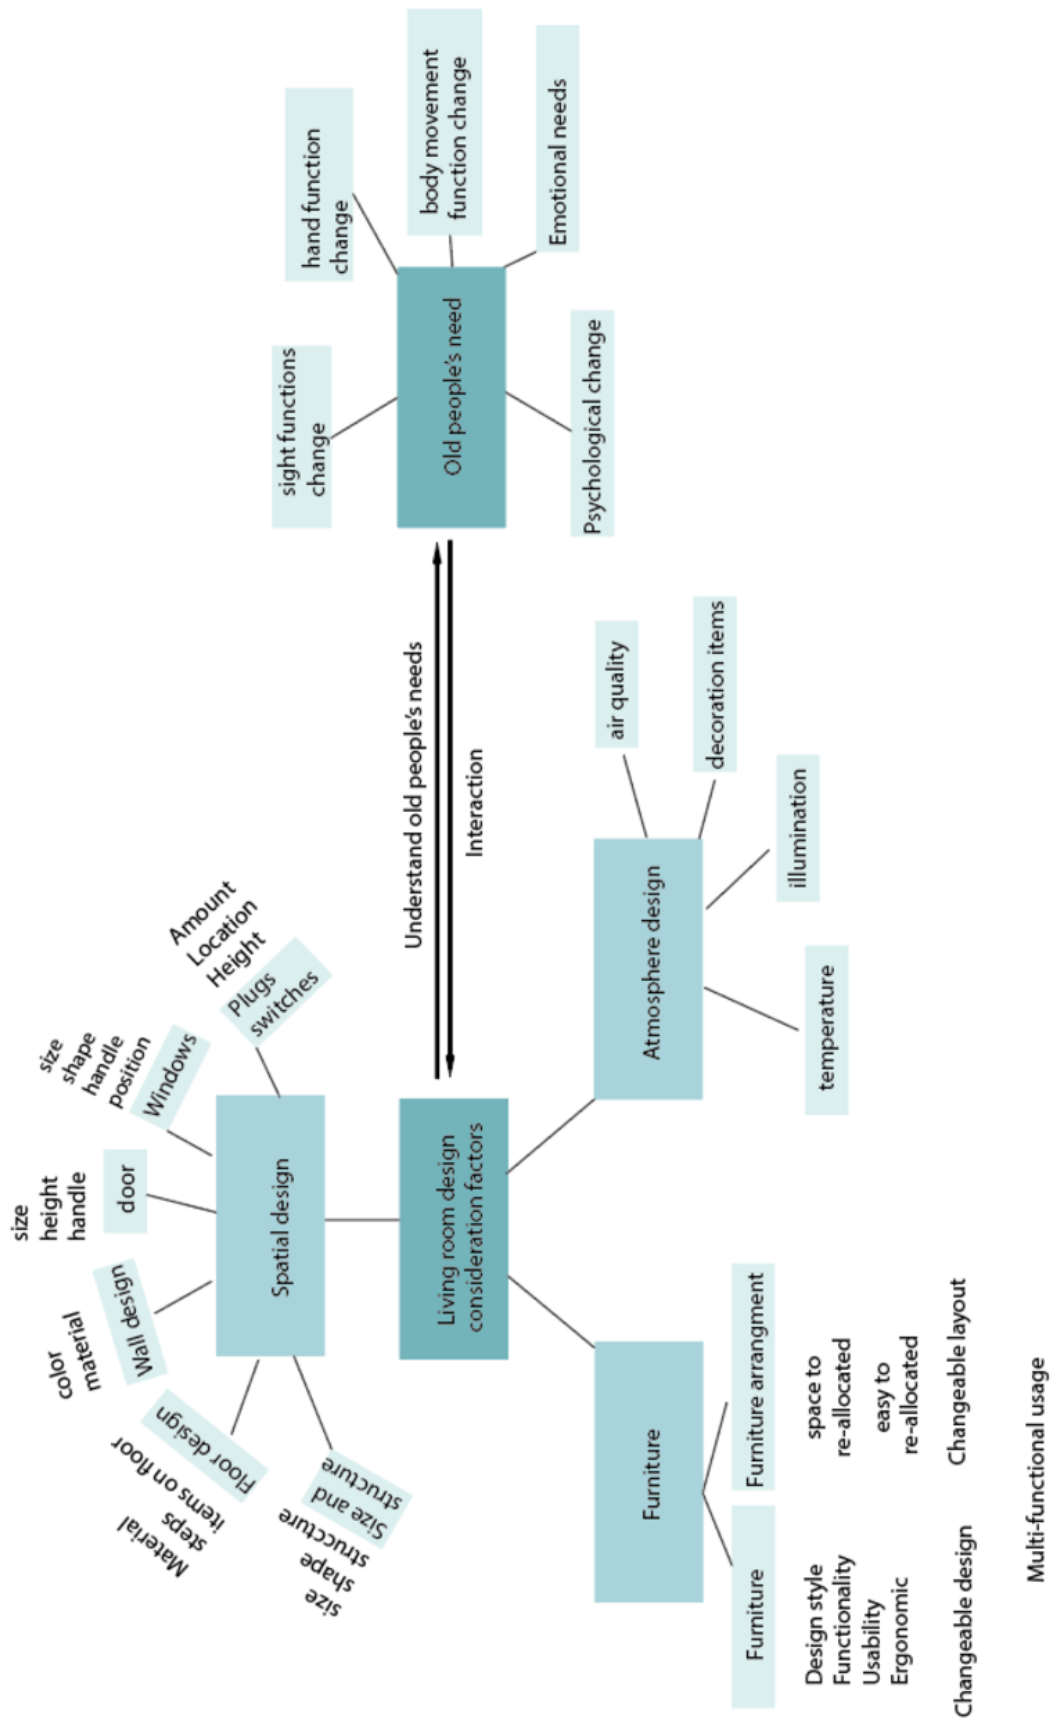 size
shape
struccture
Size and
structure
Material
steps
items on floor
Floor design
color
material
Wall design
size
height
handle
door
size
shape
handle
position
Windows
Amount
Location
Height
Plugs
switches
Spatial design
Living room design
consideration factors
Understand old people's needs
Interaction
Old people's need
sight functions
change
hand function
change
body movement
function change
Emotional needs
Psychological change
Furniture
Furniture
Design style
Functionality
Usability
Ergonomic
Changeable design
Furniture arrangment
space to
re-allocated
easy to
re-allocated
Changeable layout
Multi-functional usage
Atmosphere design
temperature
illumination
decoration items
air quality